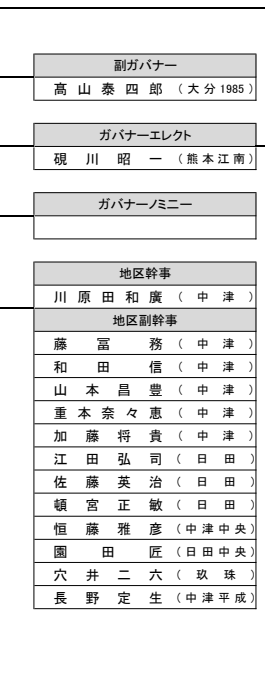 副ガバナー
髙山泰四郎（大分1985）
ガバナーエレクト
硯川昭一（熊本江南）
ガバナーノミニー
地区幹事
川原田和廣（中津）
地区副幹事
藤冨務（中津）
和田信（中津）
山本昌豊（中津）
重本奈々恵（中津）
加藤将貴（中津）
江田弘司（日田）
佐藤英治（日田）
頓宮正敏（日田）
恒藤雅彦（中津中央）
園田匠（日田中央）
穴井二六（玖珠）
長野定生（中津平成）